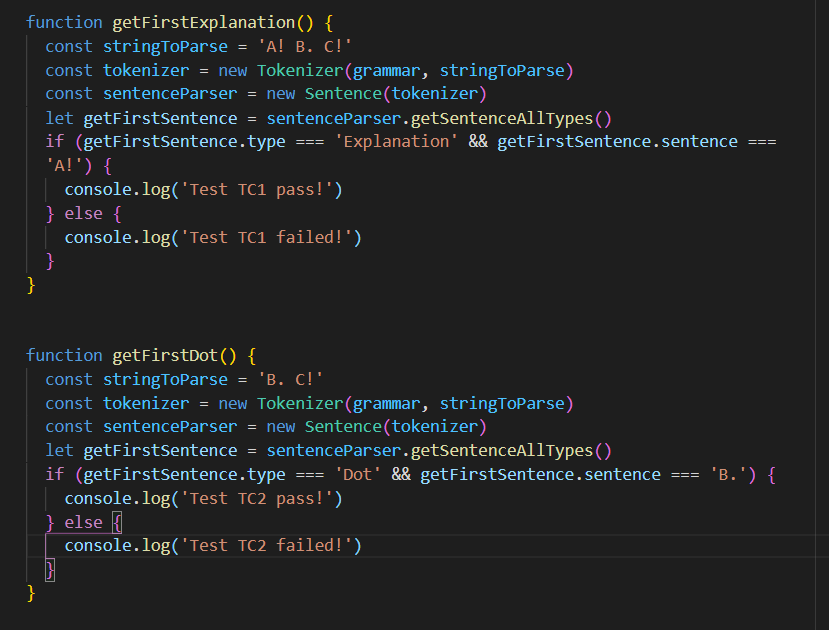 function getFirstExplanation() {
  const stringToParse = 'A! B. C!'
  const tokenizer = new Tokenizer(grammar, stringToParse)
  const sentenceParser = new Sentence(tokenizer)
  let getFirstSentence = sentenceParser.getSentenceAllTypes()
  if (getFirstSentence.type === 'Explanation' && getFirstSentence.sentence ===
  'A!') {
    console.log('Test TC1 pass!')
  } else {
    console.log('Test TC1 failed!')
  }
}
function getFirstDot() {
  const stringToParse = 'B. C!'
  const tokenizer = new Tokenizer(grammar, stringToParse)
  const sentenceParser = new Sentence(tokenizer)
  let getFirstSentence = sentenceParser.getSentenceAllTypes()
  if (getFirstSentence.type === 'Dot' && getFirstSentence.sentence === 'B.') {
    console.log('Test TC2 pass!')
  } else {
    console.log('Test TC2 failed!')
  }
}